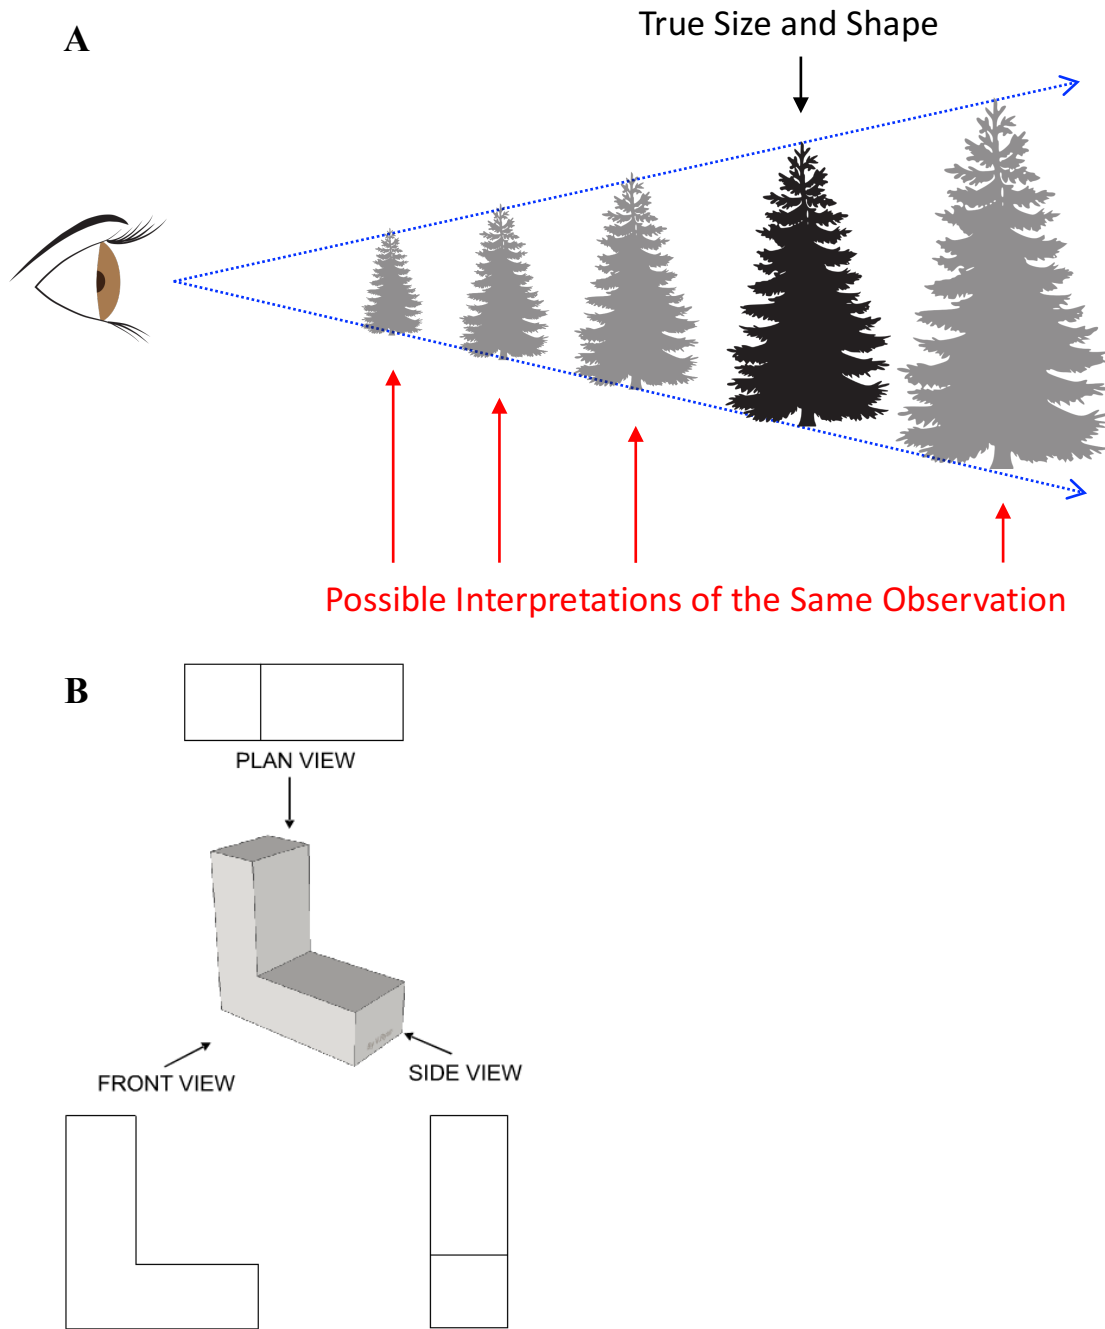 A
True Size and Shape
Possible Interpretations of the Same Observation
B
PLAN VIEW
FRONT VIEW
SIDE VIEW